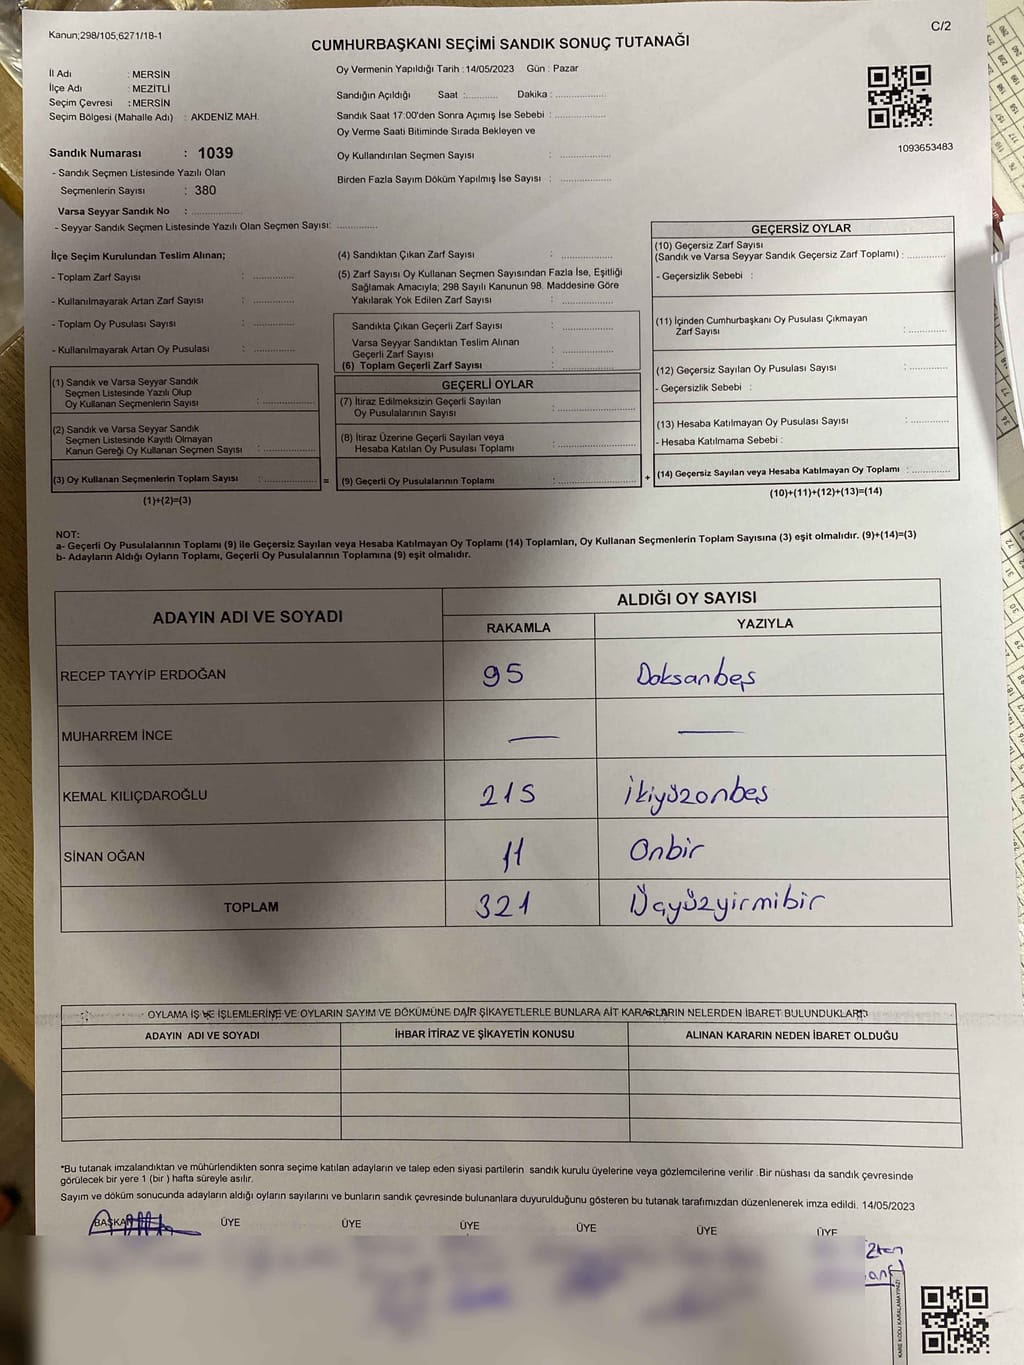 Kanun;298/105,6271/18-1
C/2
CUMHURBAŞKANI SEÇİMİ SANDIK SONUÇ TUTANAĞI
İl Adı : MERSİN
İlçe Adı : MEZİTLİ
Seçim Çevresi : MERSİN
Seçim Bölgesi (Mahalle Adı) : AKDENİZ MAH.
Sandık Numarası : 1039
- Sandık Seçmen Listesinde Yazılı Olan
Seçmenlerin Sayısı : 380
Varsa Seyyar Sandık No : ................
- Seyyar Sandık Seçmen Listesinde Yazılı Olan Seçmen Sayısı: ............
Oy Vermenin Yapıldığı Tarih :14/05/2023 Gün : Pazar
Sandığın Açıldığı Saat :.......... Dakika : ................
Sandık Saat 17:00'den Sonra Açımış İse Sebebi : ................
Oy Verme Saati Bitiminde Sırada Bekleyen ve
Oy Kullandırılan Seçmen Sayısı : ................
Birden Fazla Sayım Döküm Yapılmış İse Sayısı : ................
1093653483
İlçe Seçim Kurulundan Teslim Alınan;
- Toplam Zarf Sayısı : ............
- Kullanılmayarak Artan Zarf Sayısı : ............
- Toplam Oy Pusulası Sayısı : ............
- Kullanılmayarak Artan Oy Pusulası : ............
(1) Sandık ve Varsa Seyyar Sandık
Seçmen Listesinde Yazılı Olup
Oy Kullanan Seçmenlerin Sayısı : ................
(2) Sandık ve Varsa Seyyar Sandık
Seçmen Listesinde Kayıtlı Olmayan
Kanun Gereği Oy Kullanan Seçmen Sayısı : ................
(3) Oy Kullanan Seçmenlerin Toplam Sayısı : ................
(1)+(2)=(3)
(4) Sandıktan Çıkan Zarf Sayısı : ................
(5) Zarf Sayısı Oy Kullanan Seçmen Sayısından Fazla İse, Eşitliği
Sağlamak Amacıyla; 298 Sayılı Kanunun 98. Maddesine Göre
Yakılarak Yok Edilen Zarf Sayısı : ................
Sandıkta Çıkan Geçerli Zarf Sayısı : ................
Varsa Seyyar Sandıktan Teslim Alınan
Geçerli Zarf Sayısı : ................
(6) Toplam Geçerli Zarf Sayısı : ................
GEÇERLİ OYLAR
(7) İtiraz Edilmeksizin Geçerli Sayılan
Oy Pusulalarının Sayısı : ................
(8) İtiraz Üzerine Geçerli Sayılan veya
Hesaba Katılan Oy Pusulası Toplamı : ................
= (9) Geçerli Oy Pusulalarının Toplamı : ................
GEÇERSİZ OYLAR
(10) Geçersiz Zarf Sayısı
(Sandık ve Varsa Seyyar Sandık Geçersiz Zarf Toplamı) : ............
- Geçersizlik Sebebi :
(11) İçinden Cumhurbaşkanı Oy Pusulası Çıkmayan
Zarf Sayısı : ............
(12) Geçersiz Sayılan Oy Pusulası Sayısı : ............
- Geçersizlik Sebebi :
(13) Hesaba Katılmayan Oy Pusulası Sayısı : ............
- Hesaba Katılmama Sebebi :
+ (14) Geçersiz Sayılan veya Hesaba Katılmayan Oy Toplamı : ............
(10)+(11)+(12)+(13)=(14)
NOT:
a- Geçerli Oy Pusulalarının Toplamı (9) ile Geçersiz Sayılan veya Hesaba Katılmayan Oy Toplamı (14) Toplamları, Oy Kullanan Seçmenlerin Toplam Sayısına (3) eşit olmalıdır. (9)+(14)=(3)
b- Adayların Aldığı Oyların Toplamı, Geçerli Oy Pusulalarının Toplamına (9) eşit olmalıdır.
ADAYIN ADI VE SOYADI ALDIĞI OY SAYISI
RAKAMLA YAZIYLA
RECEP TAYYİP ERDOĞAN 95 Doksanbeş
MUHARREM İNCE — —
KEMAL KILIÇDAROĞLU 215 ikiyüzonbeş
SİNAN OĞAN 11 Onbir
TOPLAM 321 Üçyüzyirmibir
OYLAMA İŞ VE İŞLEMLERİNE VE OYLARIN SAYIM VE DÖKÜMÜNE DAİR ŞİKAYETLERLE BUNLARA AİT KARARLARIN NELERDEN İBARET BULUNDUKLARI
ADAYIN ADI VE SOYADI İHBAR İTİRAZ VE ŞİKAYETİN KONUSU ALINAN KARARIN NEDEN İBARET OLDUĞU
*Bu tutanak imzalandıktan ve mühürlendikten sonra seçime katılan adayların ve talep eden siyasi partilerin sandık kurulu üyelerine veya gözlemcilerine verilir .Bir nüshası da sandık çevresinde
görülecek bir yere 1 (bir ) hafta süreyle asılır.
Sayım ve döküm sonucunda adayların aldığı oyların sayılarını ve bunların sandık çevresinde bulunanlara duyurulduğunu gösteren bu tutanak tarafımızdan düzenlenerek imza edildi. 14/05/2023
BAŞKAN ÜYE ÜYE ÜYE ÜYE ÜYE ÜYE
KARE KODU KARALAMAYINIZ!